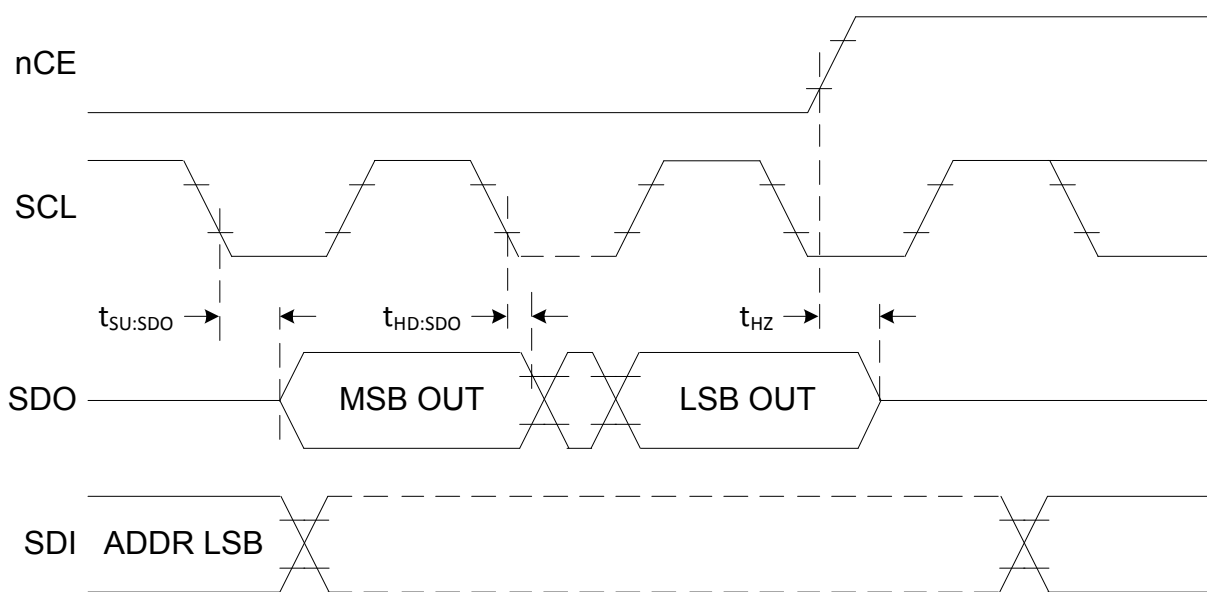 nCE
SCL
tSU:SDO
tHD:SDO
tHZ
SDO
MSB OUT
LSB OUT
SDI
ADDR LSB